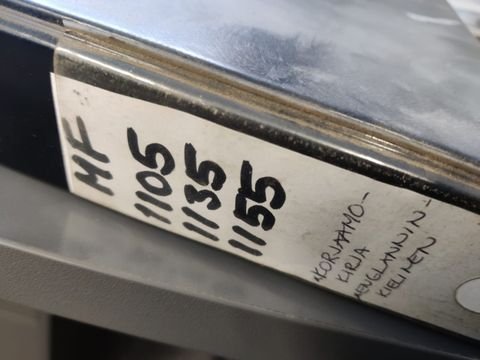 MF
1105
1135
1155
KORJAAMO-
KIRJA
ENGLANNIN-
KIELINEN